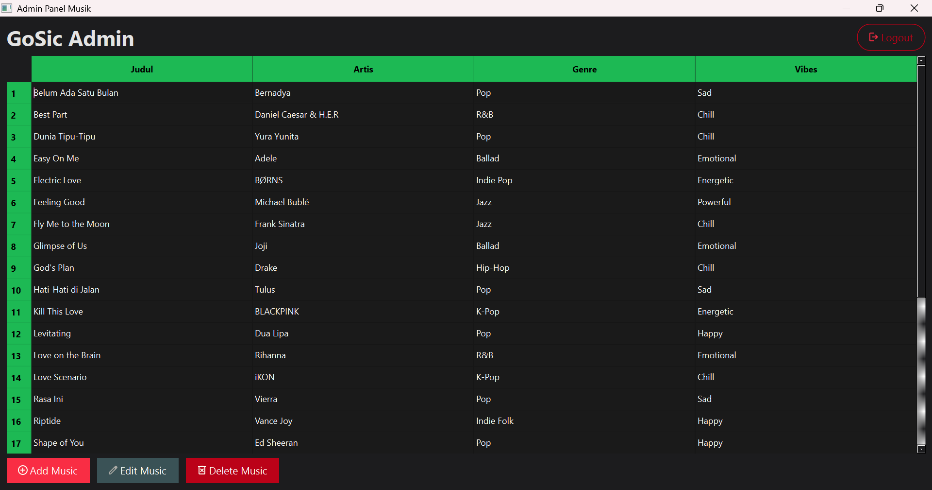 Admin Panel Musik
GoSic Admin
Logout
Judul Artis Genre Vibes
1 Belum Ada Satu Bulan Bernadya Pop Sad
2 Best Part Daniel Caesar & H.E.R R&B Chill
3 Dunia Tipu-Tipu Yura Yunita Pop Chill
4 Easy On Me Adele Ballad Emotional
5 Electric Love BØRNS Indie Pop Energetic
6 Feeling Good Michael Bublé Jazz Powerful
7 Fly Me to the Moon Frank Sinatra Jazz Chill
8 Glimpse of Us Joji Ballad Emotional
9 God's Plan Drake Hip-Hop Chill
10 Hati-Hati di Jalan Tulus Pop Sad
11 Kill This Love BLACKPINK K-Pop Energetic
12 Levitating Dua Lipa Pop Happy
13 Love on the Brain Rihanna R&B Emotional
14 Love Scenario iKON K-Pop Chill
15 Rasa Ini Vierra Pop Sad
16 Riptide Vance Joy Indie Folk Happy
17 Shape of You Ed Sheeran Pop Happy
Add Music Edit Music Delete Music